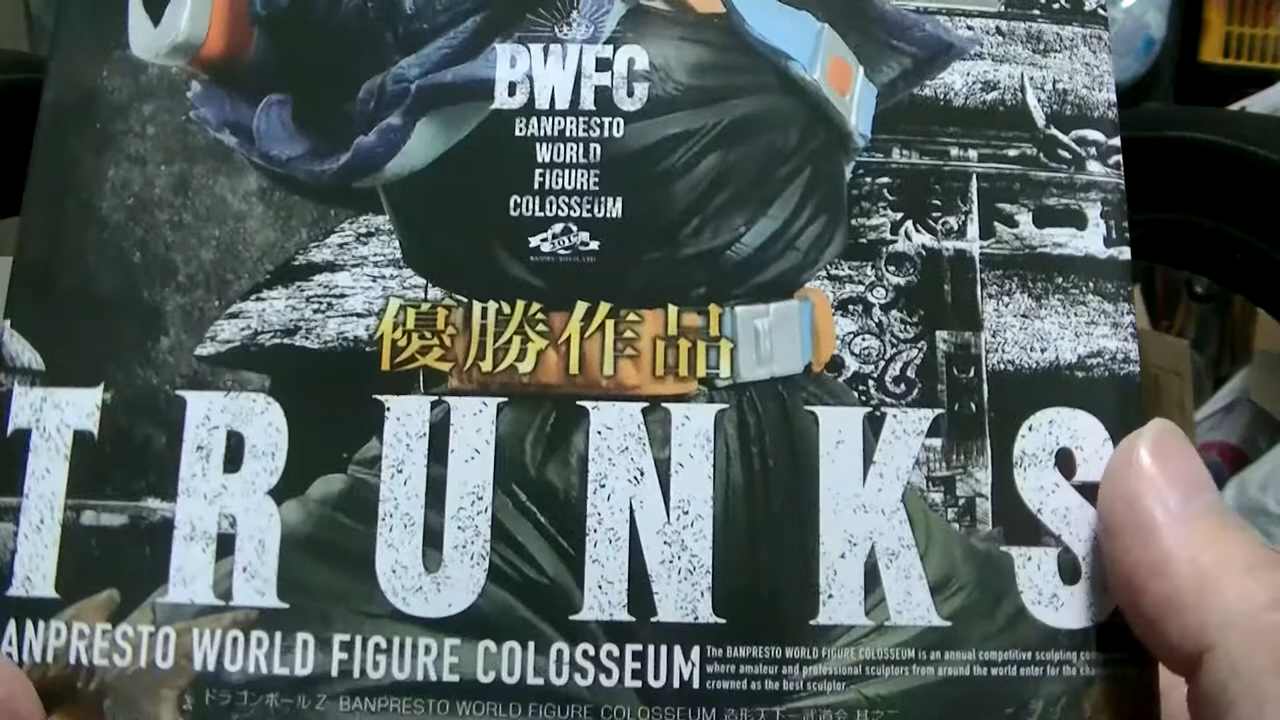 BWFC
BANPRESTO
WORLD
FIGURE
COLOSSEUM
優勝作品
TRUNKS
ANPRESTO WORLD FIGURE COLOSSEUM
The BANPRESTO WORLD FIGURE COLOSSEUM is an annual competitive sculpting
where amateur and professional sculptors from around the world enter for the
crowned as the best sculptor.
ドラゴンボールZ BANPRESTO WORLD FIGURE COLOSSEUM 造形天下一武道会 其之二